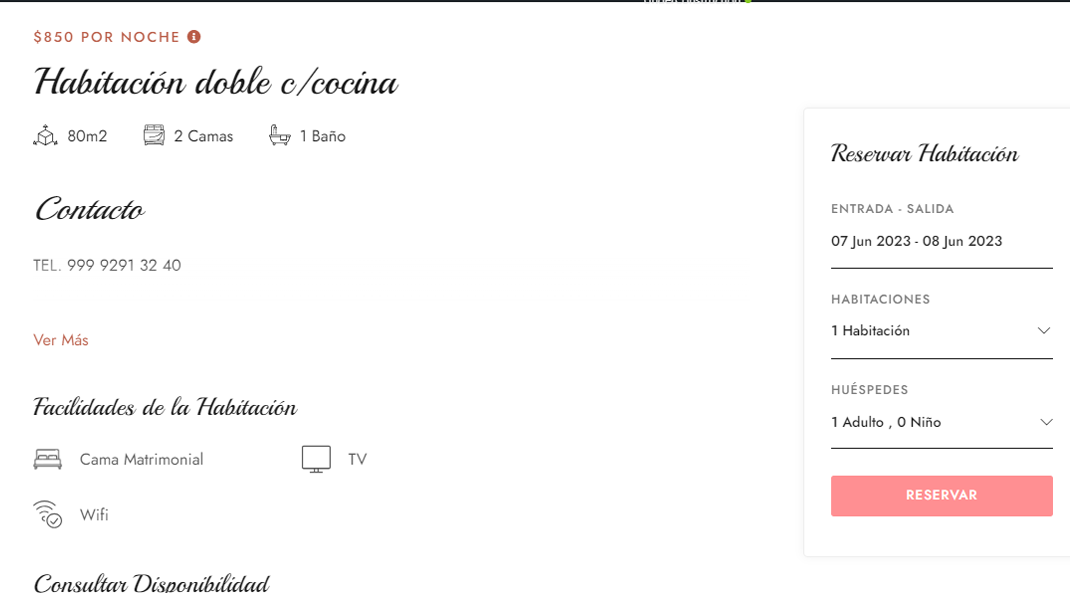 $850 POR NOCHE
Habitación doble c/cocina
80m2
2 Camas
1 Baño
Contacto
TEL. 999 9291 32 40
Ver Más
Facilidades de la Habitación
Cama Matrimonial
TV
Wifi
Consultar Disponibilidad
Reservar Habitación
ENTRADA - SALIDA
07 Jun 2023 - 08 Jun 2023
HABITACIONES
1 Habitación
HUÉSPEDES
1 Adulto , 0 Niño
RESERVAR